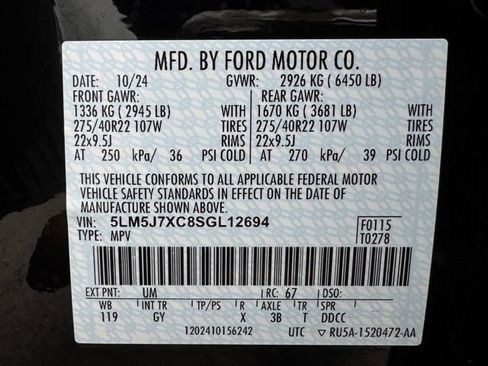 MFD. BY FORD MOTOR CO.
DATE: 10/24 GVWR: 2926 KG ( 6450 LB)
FRONT GAWR: REAR GAWR:
1336 KG ( 2945 LB) WITH 1670 KG ( 3681 LB) WITH
275/40R22 107W TIRES 275/40R22 107W TIRES
22x9.5J RIMS 22x9.5J RIMS
AT 250 kPa/ 36 PSI COLD AT 270 kPa/ 39 PSI COLD
THIS VEHICLE CONFORMS TO ALL APPLICABLE FEDERAL MOTOR
VEHICLE SAFETY STANDARDS IN EFFECT ON THE DATE OF
MANUFACTURE SHOWN ABOVE.
VIN: 5LM5J7XC8SGL12694 F0115
TYPE: MPV T0278
EXT PNT: UM RC: 67 DSO:
WB INT TR TP/PS R AXLE TR SPR
119 GY X 3B T DDCC
1202410156242 UTC RU5A-1520472-AA